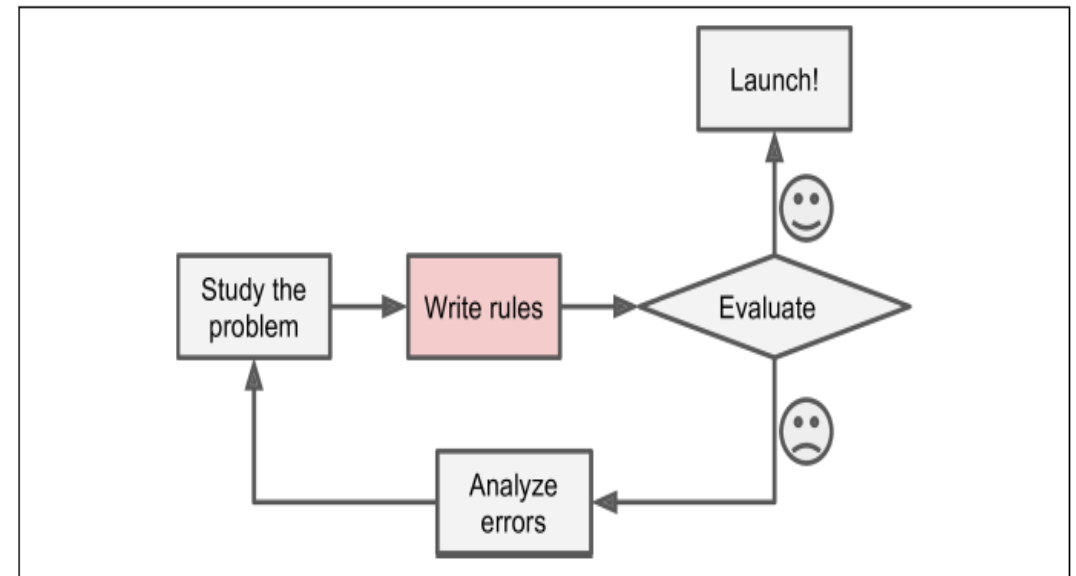 Launch!
Study the
problem
Write rules
Evaluate
Analyze
errors